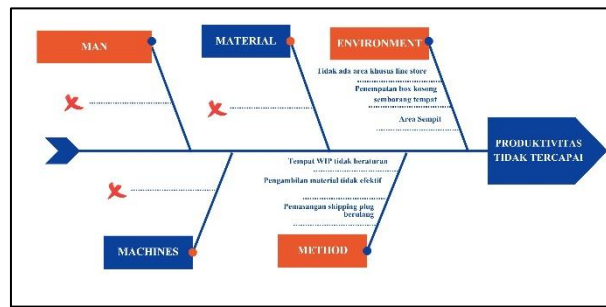 MAN
MATERIAL
ENVIRONMENT
Tidak ada area khusus line store
Penempatan box kosong
sembarang tempat
Area Sempit
PRODUKTIVITAS
TIDAK TERCAPAI
Tempat WIP tidak beraturan
Pengambilan material tidak efektif
Pemasangan shipping plug
berulang
MACHINES
METHOD